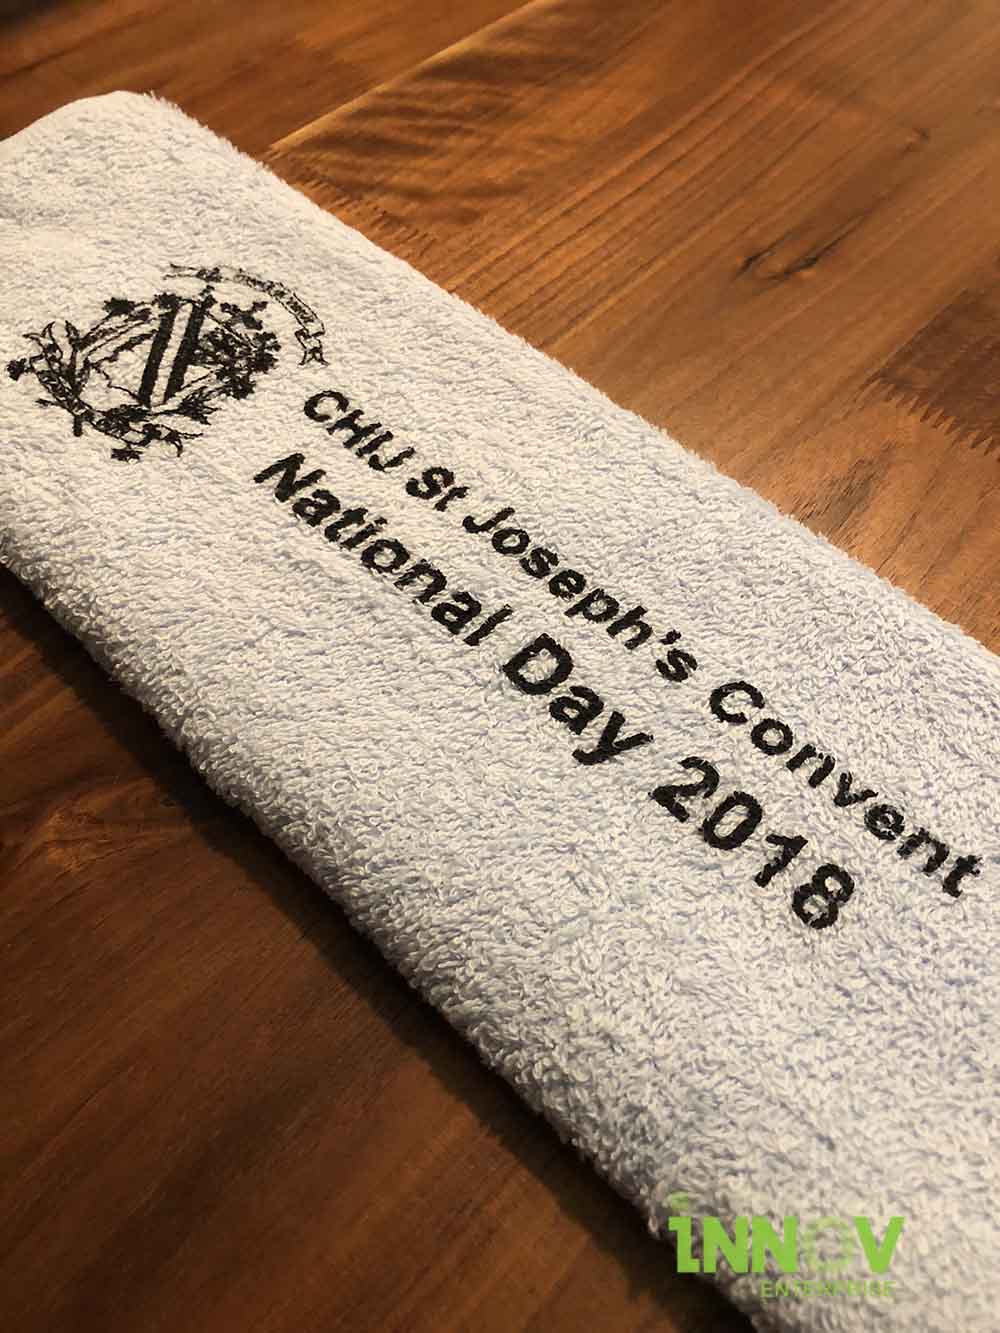 CHIJ St Joseph's Convent
National Day 2018
iNNOV
ENTERPRISE